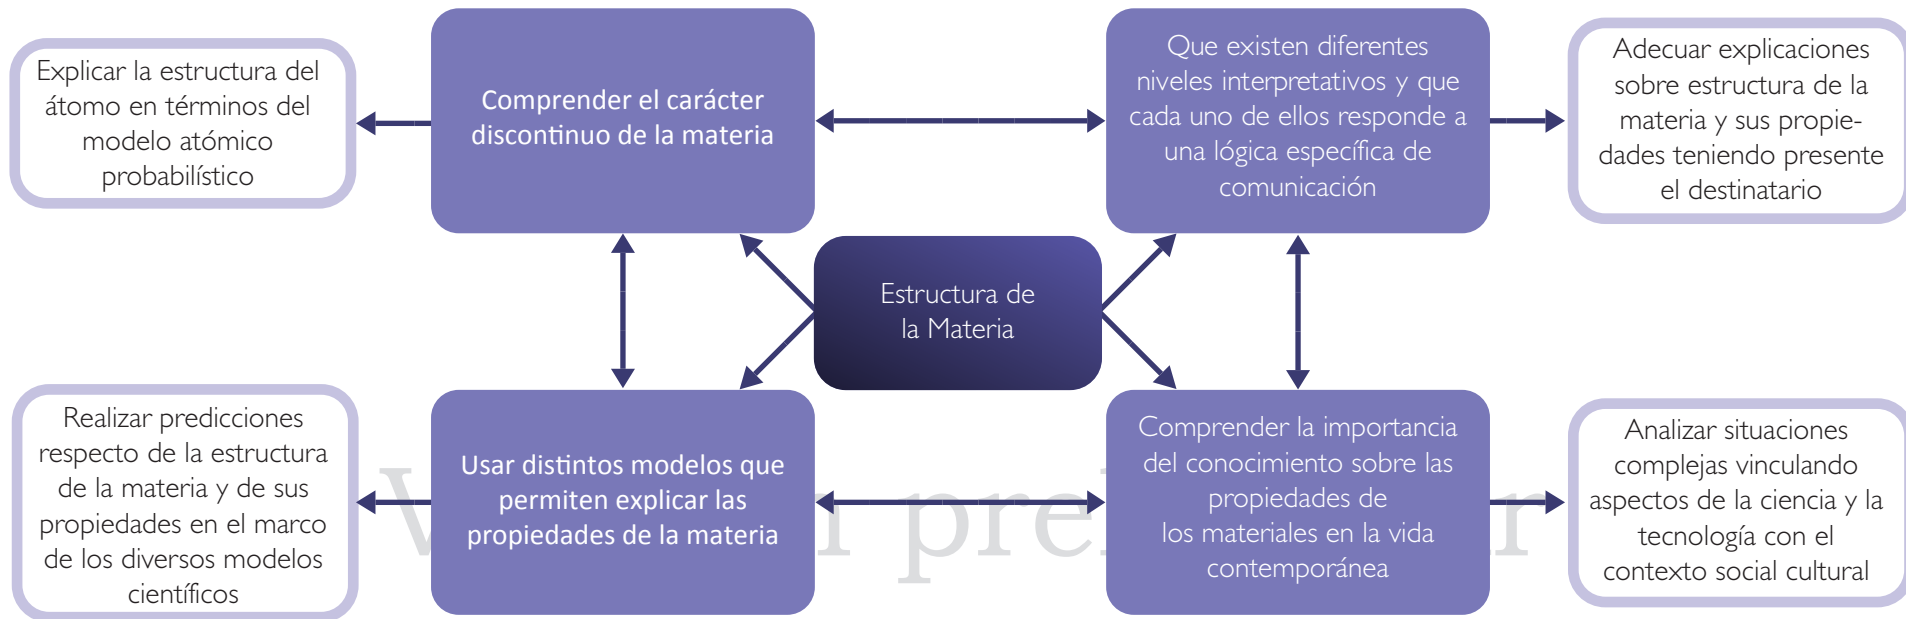 Explicar la estructura del
átomo en términos del
modelo atómico
probabilístico
Comprender el carácter
discontinuo de la materia
Que existen diferentes
niveles interpretativos y que
cada uno de ellos responde a
una lógica específica de
comunicación
Adecuar explicaciones
sobre estructura de la
materia y sus propie-
dades teniendo presente
el destinatario
Estructura de
la Materia
Realizar predicciones
respecto de la estructura
de la materia y de sus
propiedades en el marco
de los diversos modelos
científicos
Usar distintos modelos que
permiten explicar las
propiedades de la materia
Comprender la importancia
del conocimiento sobre las
propiedades de
los materiales en la vida
contemporánea
Analizar situaciones
complejas vinculando
aspectos de la ciencia y la
tecnología con el
contexto social cultural